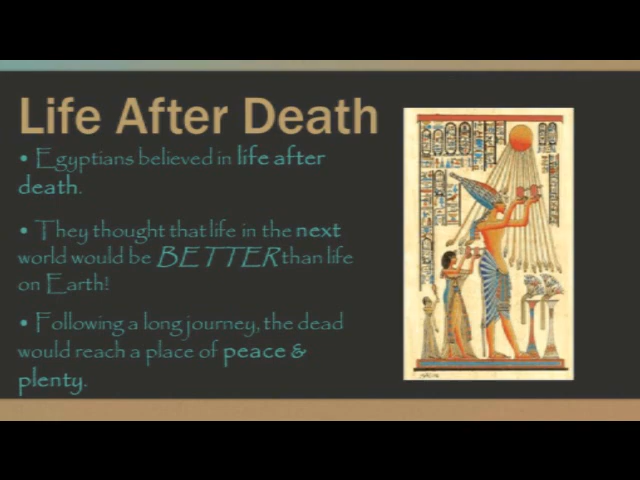 Life After Death
• Egyptians believed in life after
death.
• They thought that life in the next
world would be BETTER than life
on Earth!
• Following a long journey, the dead
would reach a place of peace &
plenty.